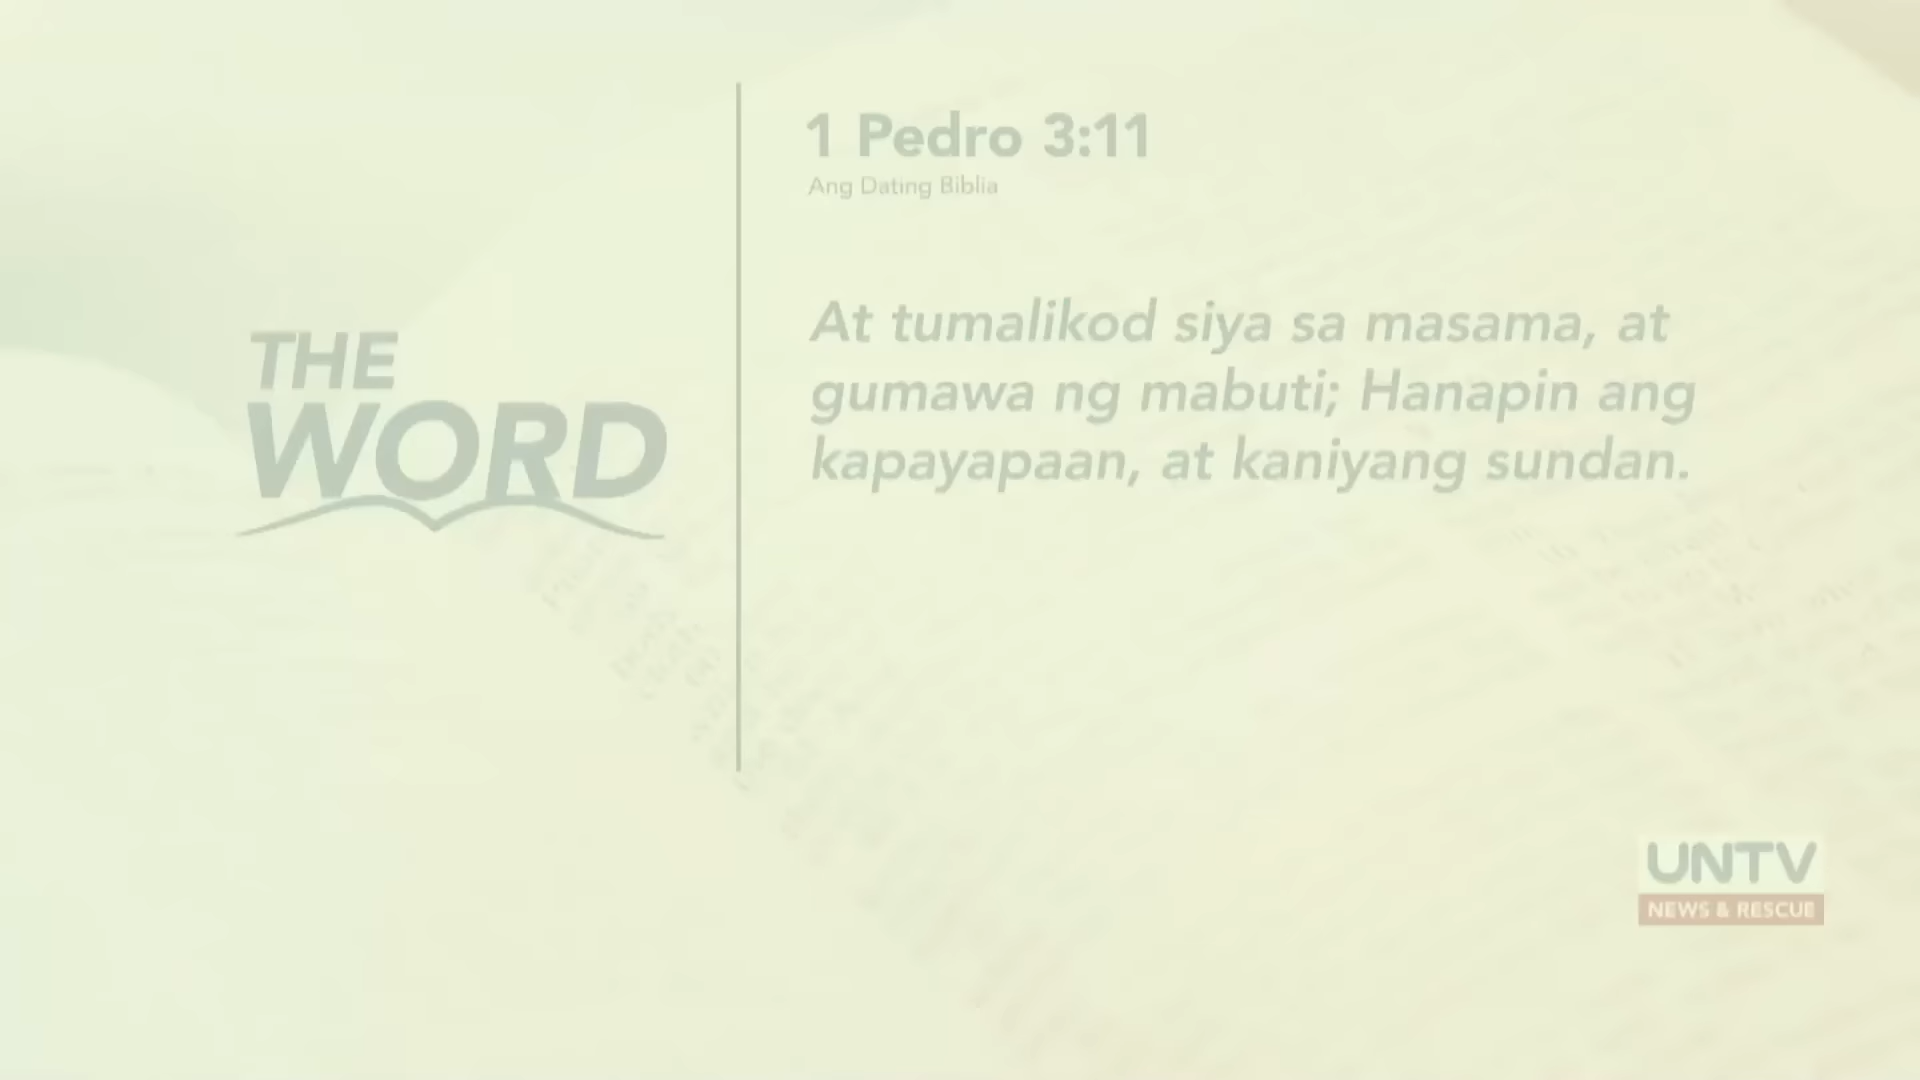 THE
WORD
1 Pedro 3:11
Ang Dating Biblia
At tumalikod siya sa masama, at
gumawa ng mabuti; Hanapin ang
kapayapaan, at kaniyang sundan.
UNTV
NEWS & RESCUE